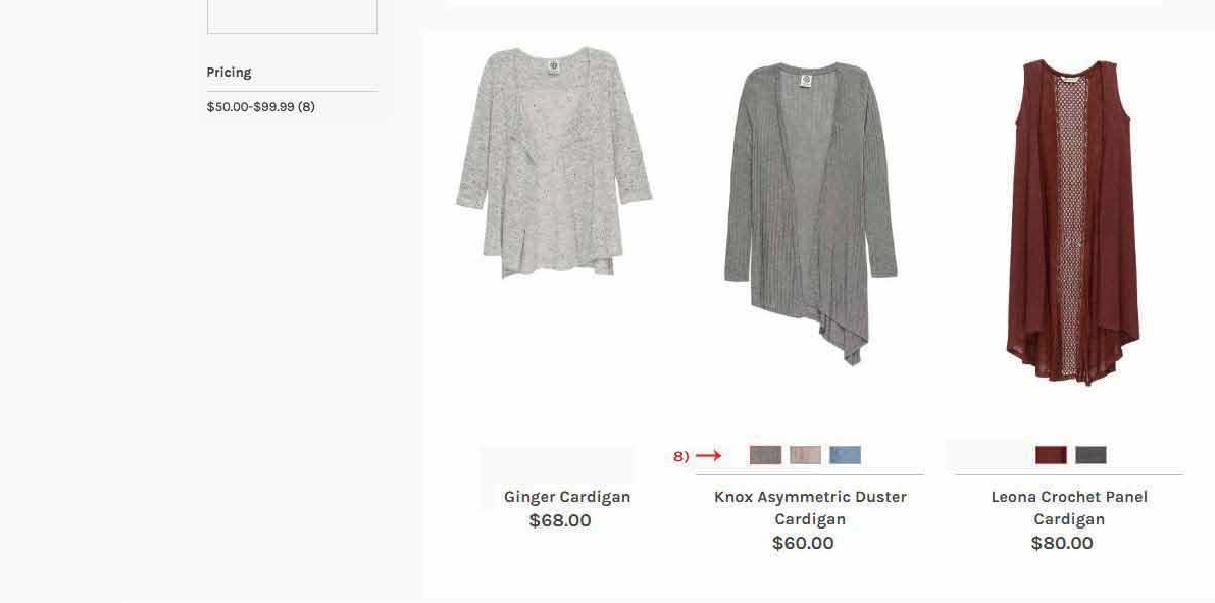 Pricing
$50.00-$99.99 (8)
8.)
Ginger Cardigan
$68.00
Knox Asymmetric Duster
Cardigan
$60.00
Leona Crochet Panel
Cardigan
$80.00